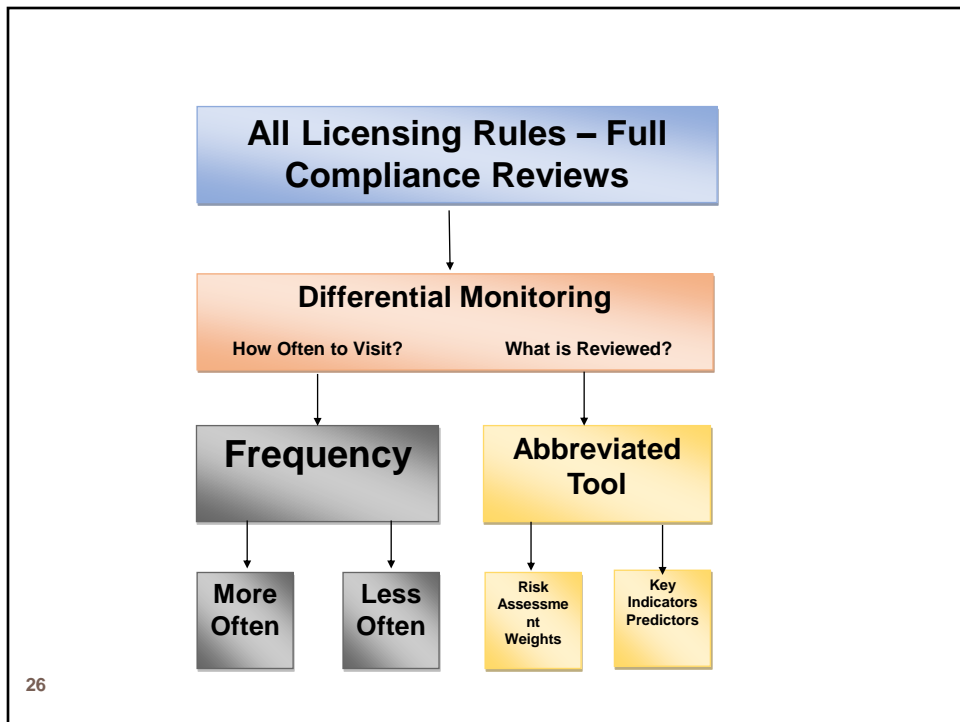 All Licensing Rules – Full
Compliance Reviews
Differential Monitoring
How Often to Visit? What is Reviewed?
Frequency
Abbreviated
Tool
More
Often
Less
Often
Risk
Assessme
nt
Weights
Key
Indicators
Predictors
26